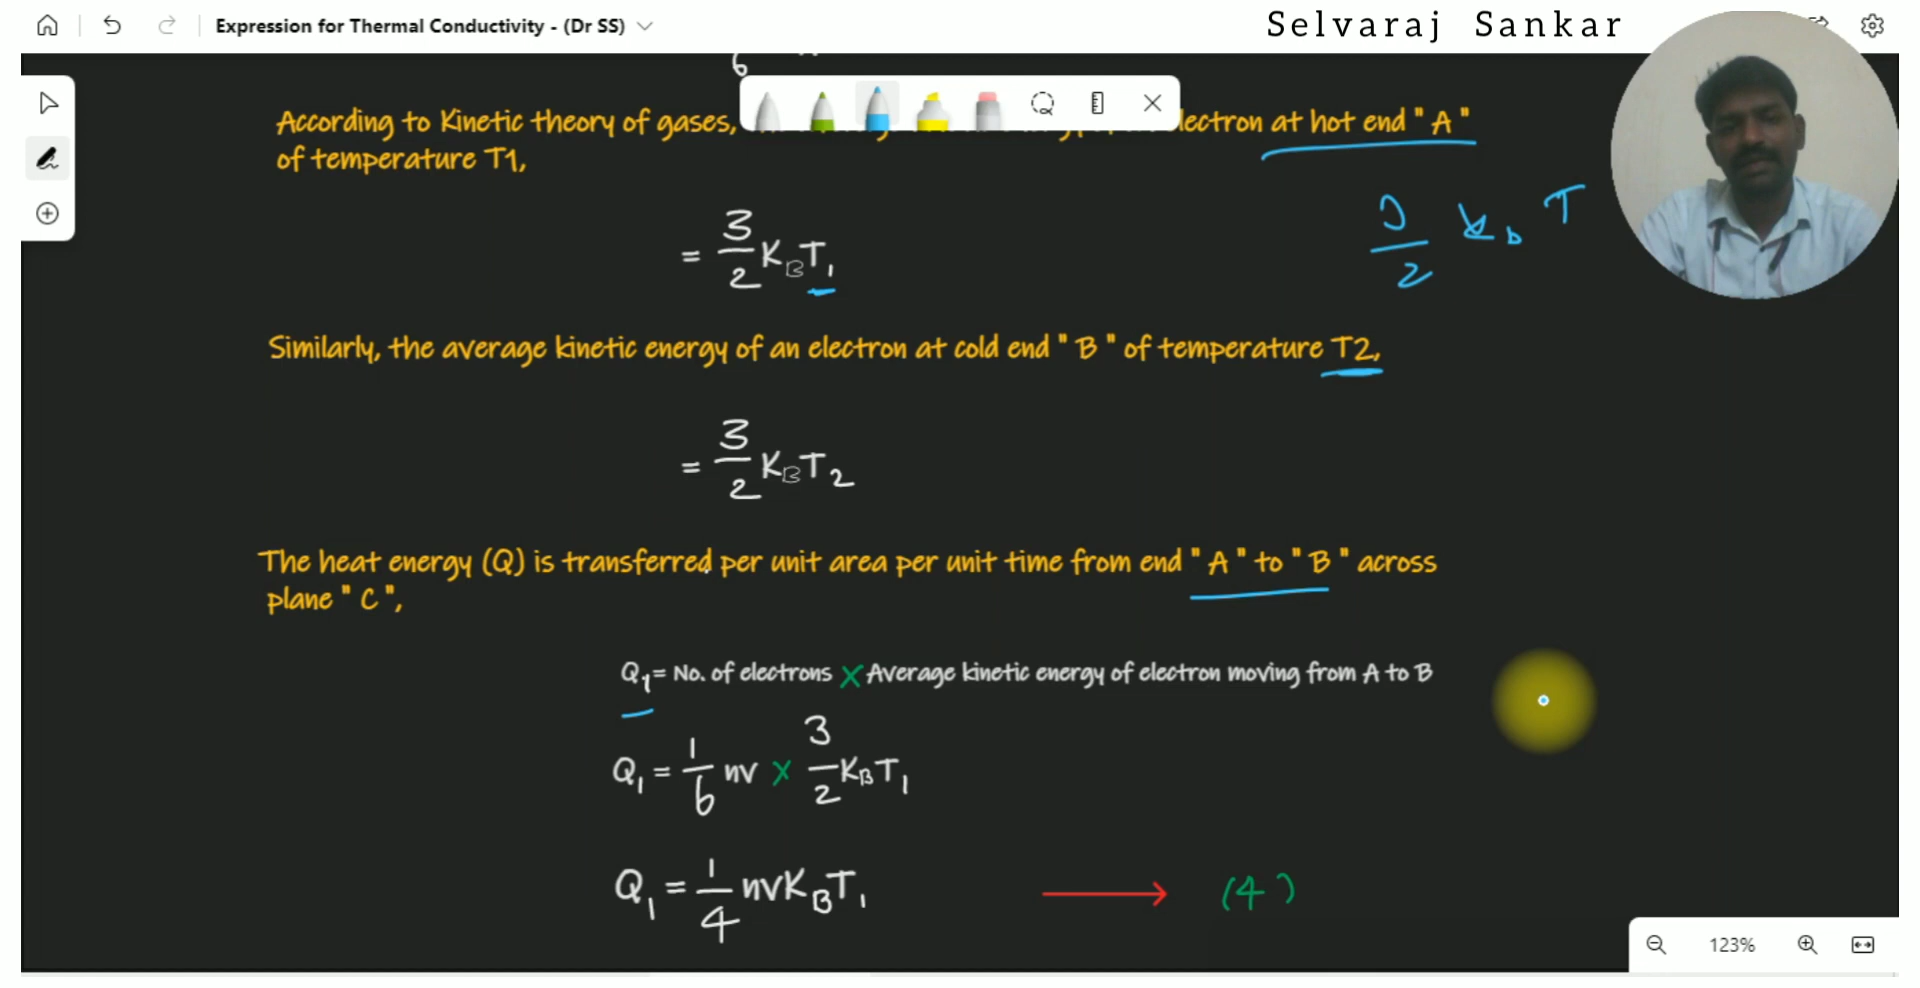 Expression for Thermal Conductivity - (Dr SS)
Selvaraj Sankar
6
According to Kinetic theory of gases, lectron at hot end " A "
of temperature T1,
= 3/2 KBT1
3/2 kb T
Similarly, the average kinetic energy of an electron at cold end " B " of temperature T2,
= 3/2 KBT2
The heat energy (Q) is transferred per unit area per unit time from end " A " to " B " across
plane " C ",
Q1 = No. of electrons X Average kinetic energy of electron moving from A to B
Q1 = 1/6 nv X 3/2 KBT1
Q1 = 1/4 nvKBT1 → (4)
123%